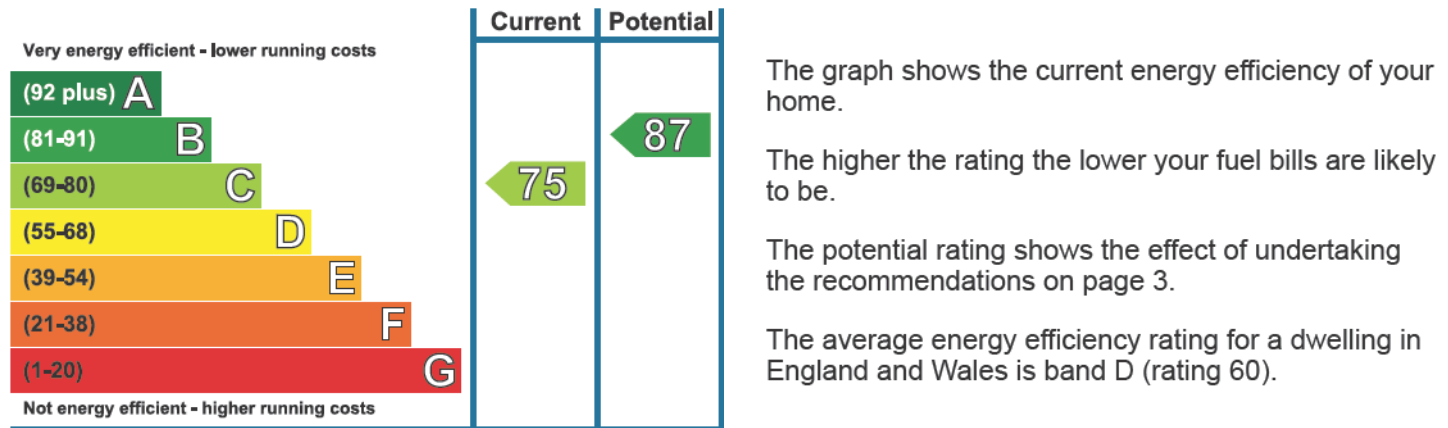 Current Potential
Very energy efficient - lower running costs
(92 plus) A
(81-91) B
87
(69-80) C
75
(55-68) D
(39-54) E
(21-38) F
(1-20) G
Not energy efficient - higher running costs
The graph shows the current energy efficiency of your
home.
The higher the rating the lower your fuel bills are likely
to be.
The potential rating shows the effect of undertaking
the recommendations on page 3.
The average energy efficiency rating for a dwelling in
England and Wales is band D (rating 60).